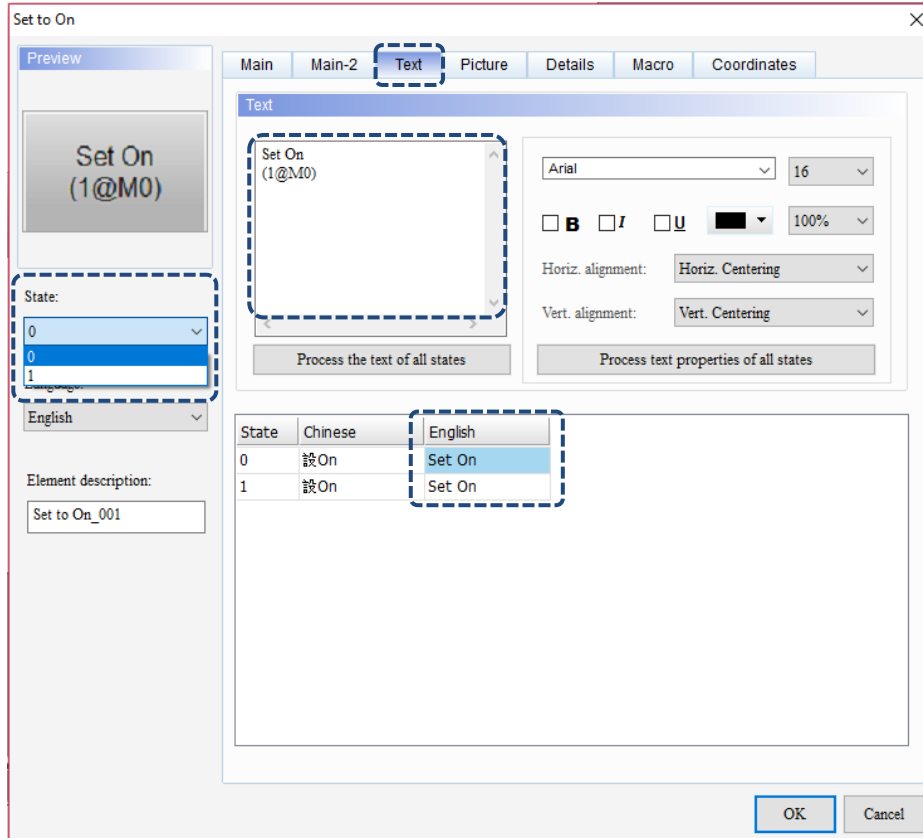 Set to On
Preview
Set On
(1@M0)
State:
0
0
1
Language:
English
Element description:
Set to On_001
Main
Main-2
Text
Picture
Details
Macro
Coordinates
Text
Set On
(1@M0)
Process the text of all states
Arial
16
B
I
U
100%
Horiz. alignment:
Horiz. Centering
Vert. alignment:
Vert. Centering
Process text properties of all states
State Chinese English
0 設On Set On
1 設On Set On
OK
Cancel